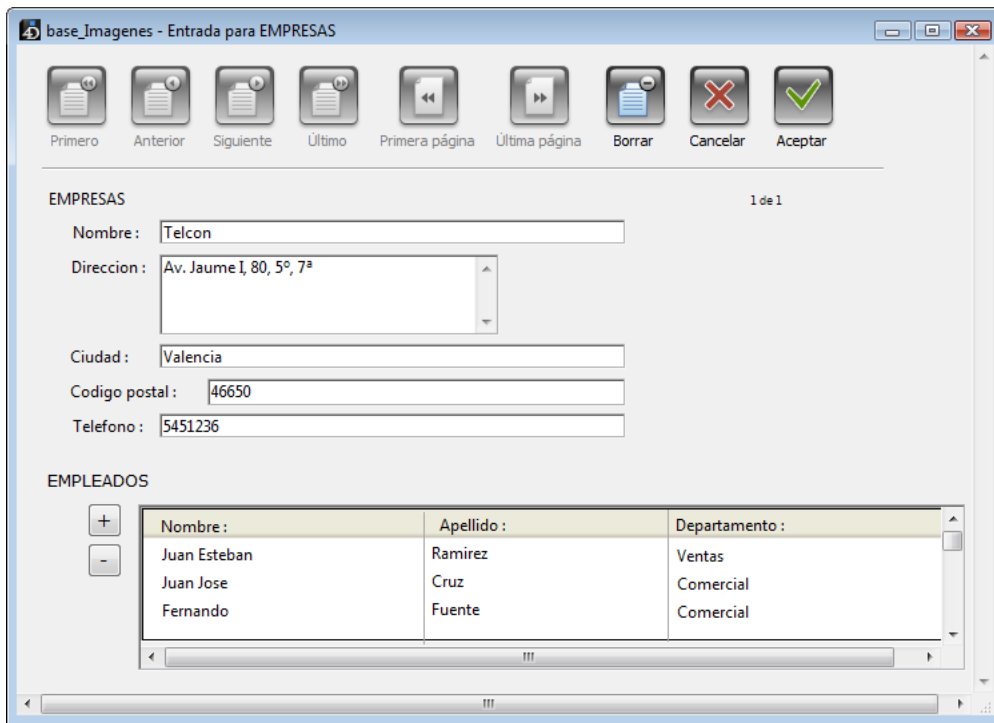 4D base_Imagenes - Entrada para EMPRESAS
Primero Anterior Siguiente Último Primera página Última página Borrar Cancelar Aceptar
EMPRESAS 1 de 1
Nombre : Telcon
Direccion : Av. Jaume I, 80, 5º, 7ª
Ciudad : Valencia
Codigo postal : 46650
Telefono : 5451236
EMPLEADOS
+
-
Nombre : Apellido : Departamento :
Juan Esteban Ramirez Ventas
Juan Jose Cruz Comercial
Fernando Fuente Comercial